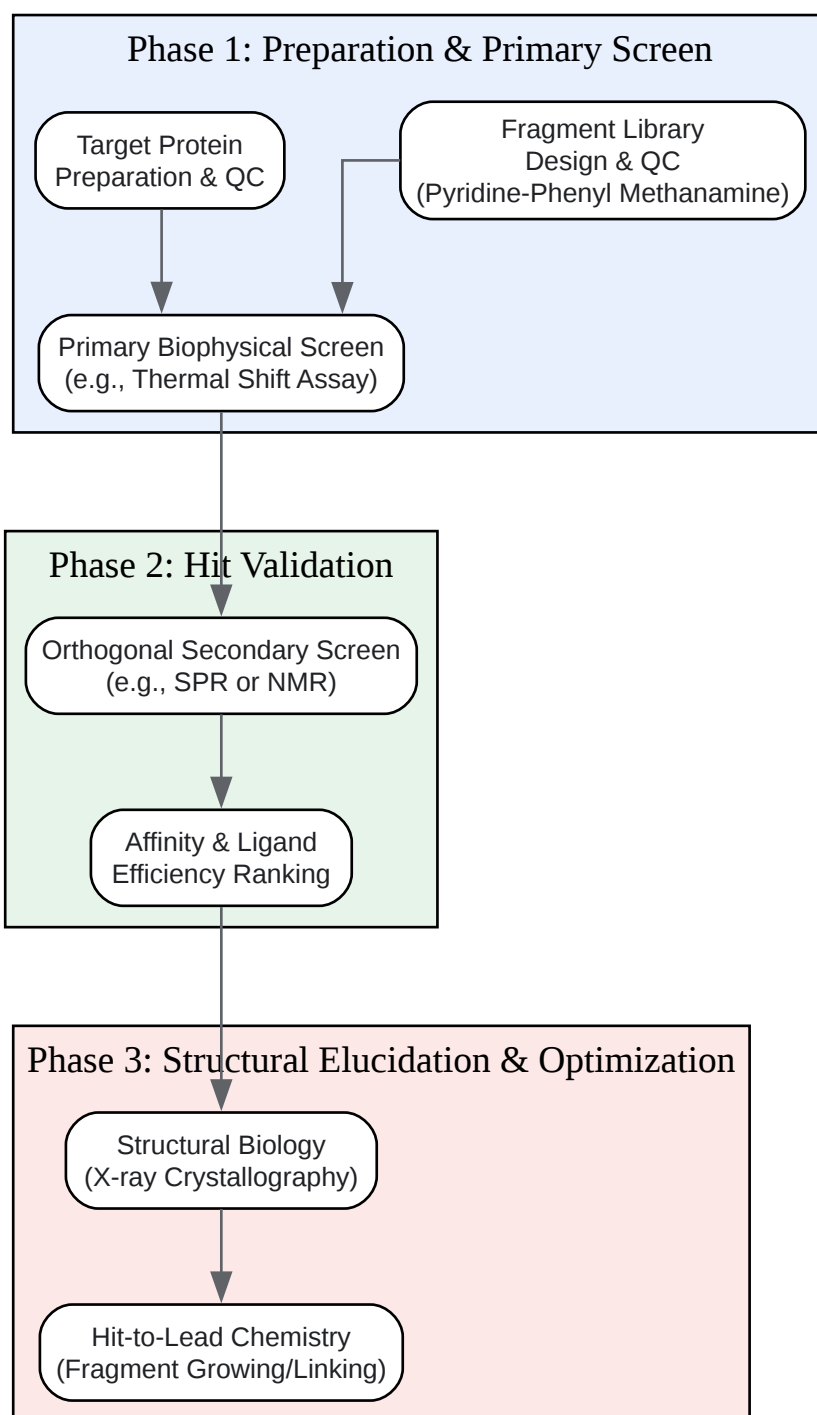 Phase 1: Preparation & Primary Screen
Target Protein
Preparation & QC
Fragment Library
Design & QC
(Pyridine-Phenyl Methanamine)
Primary Biophysical Screen
(e.g., Thermal Shift Assay)
Phase 2: Hit Validation
Orthogonal Secondary Screen
(e.g., SPR or NMR)
Affinity & Ligand
Efficiency Ranking
Phase 3: Structural Elucidation & Optimization
Structural Biology
(X-ray Crystallography)
Hit-to-Lead Chemistry
(Fragment Growing/Linking)